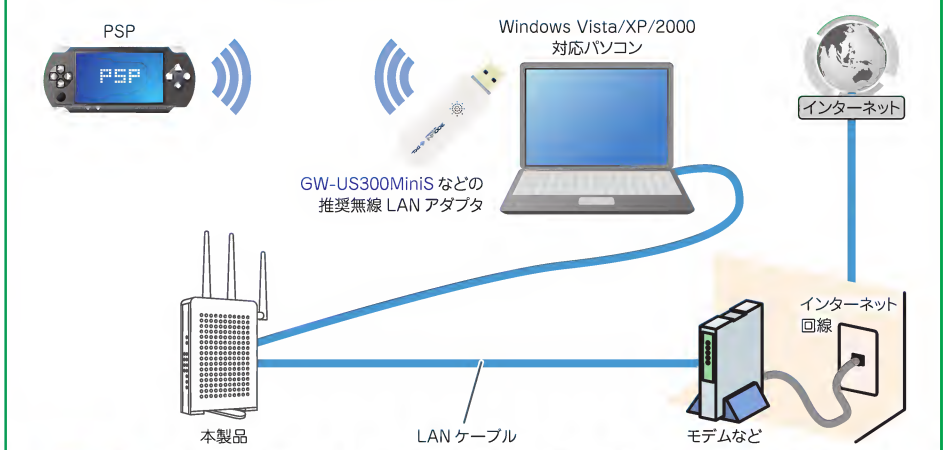 PSP
PSP
Windows Vista/XP/2000
対応パソコン
インターネット
GW-US300MiniS などの
推奨無線 LAN アダプタ
インターネット
回線
本製品
LAN ケーブル
モデムなど